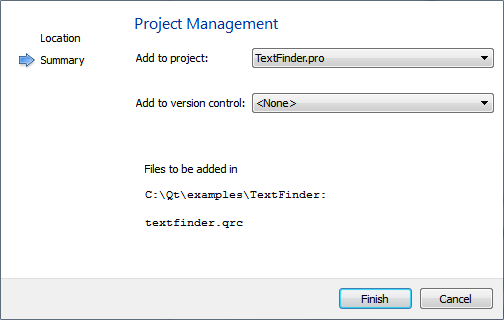 Project Management
Location
Summary
Add to project: TextFinder.pro
Add to version control: <None>
Files to be added in
C:\Qt\examples\TextFinder:
textfinder.qrc
Finish Cancel